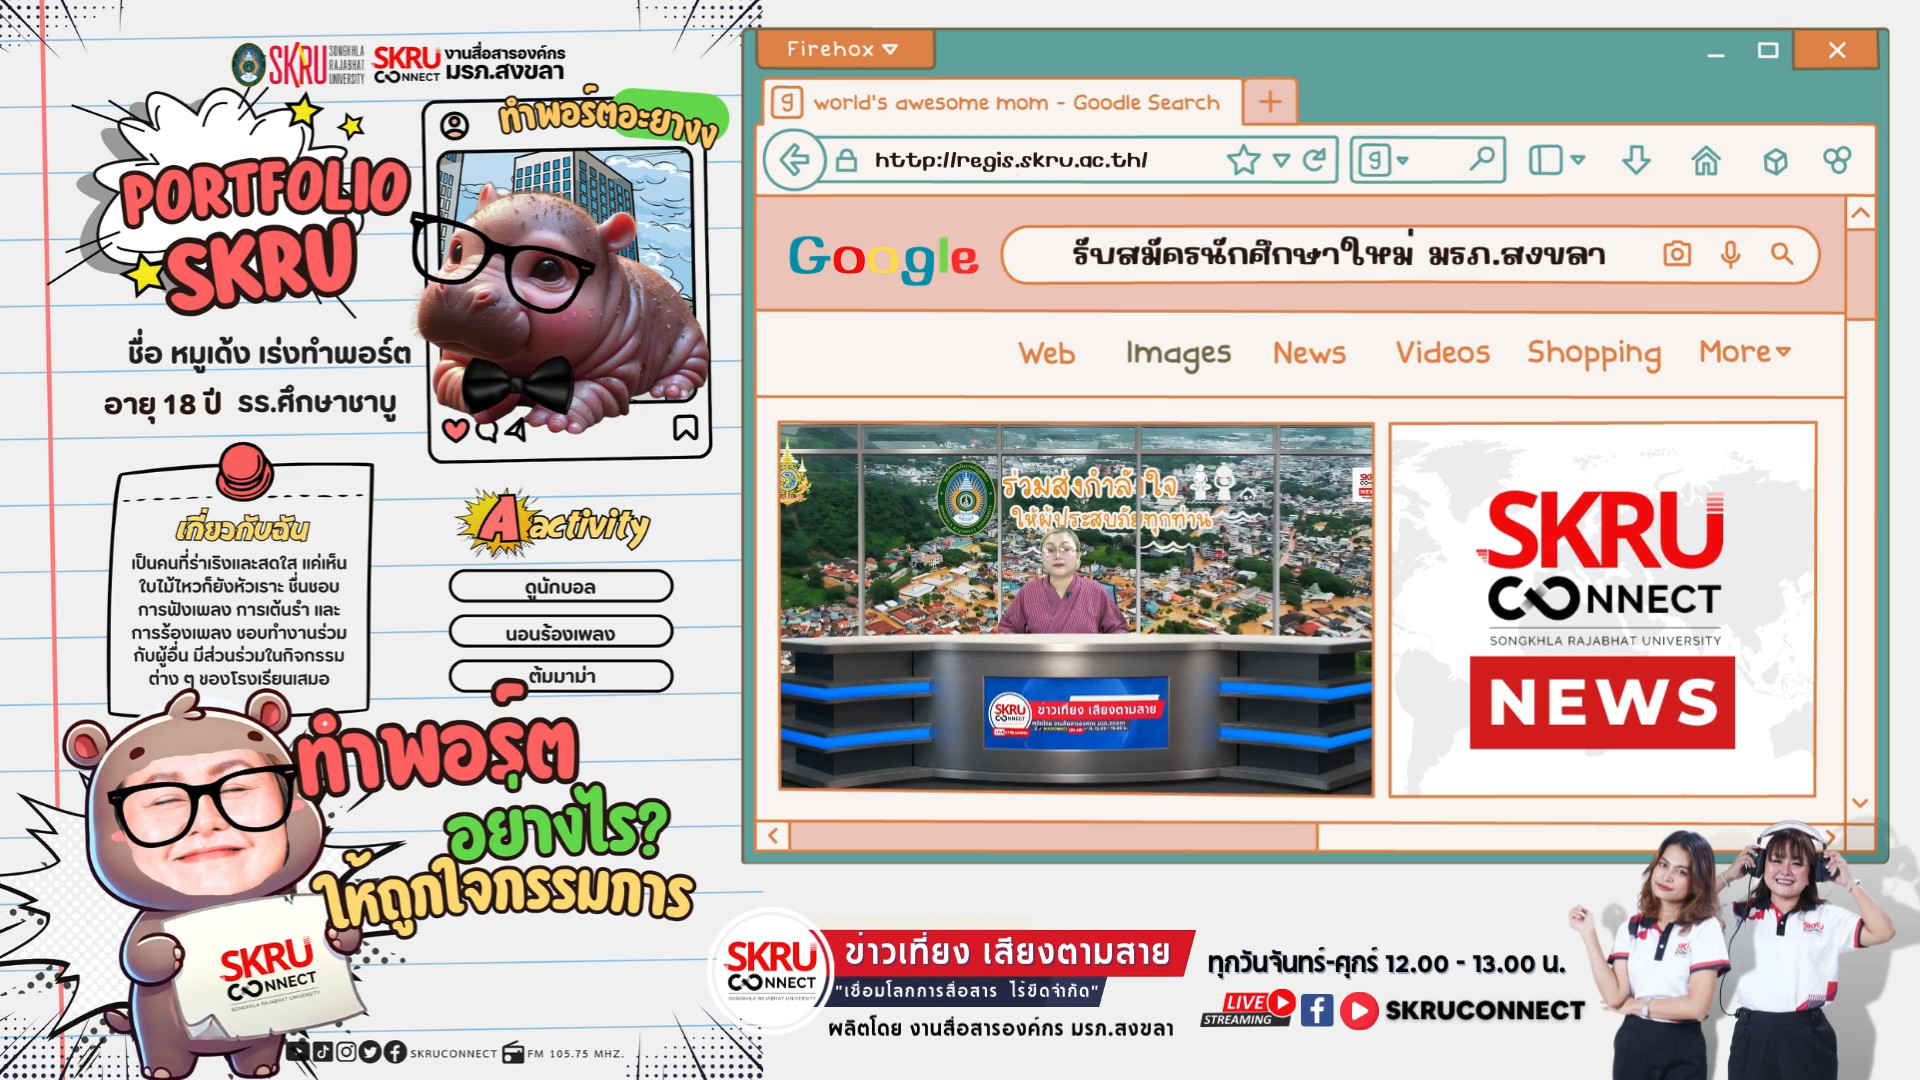 SKRU SONGKHLA RAJABHAT UNIVERSITY
SKRU CONNECT งานสื่อสารองค์กร มรภ.สงขลา
PORTFOLIO
SKRU
ทำพอร์ตอะยางง
ชื่อ หมูเด้ง เร่งทำพอร์ต
อายุ 18 ปี รร.ศึกษาชาบู
เกี่ยวกับฉัน
เป็นคนที่ร่าเริงและสดใส แค่เห็น
ใบไม้ไหวก็ยังหัวเราะ ชื่นชอบ
การฟังเพลง การเต้นรำ และ
การร้องเพลง ชอบทำงานร่วม
กับผู้อื่น มีส่วนร่วมในกิจกรรม
ต่าง ๆ ของโรงเรียนเสมอ
A activity
ดูนักบอล
นอนร้องเพลง
ต้มมาม่า
ทำพอร์ต
อย่างไร?
ให้ถูกใจกรรมการ
SKRU
CONNECT
SONGKHLA RAJABHAT UNIVERSITY
SKRUCONNECT FM 105.75 MHZ.
Firehox
g world's awesome mom - Goodle Search +
http://regis.skru.ac.th/ g
Google รับสมัครนักศึกษาใหม่ มรภ.สงขลา
Web Images News Videos Shopping More
ร่วมส่งกำลังใจ
ให้ผู้ประสบภัยทุกท่าน
SKRU CONNECT ข่าวเที่ยง เสียงตามสาย
SKRU
CONNECT
SONGKHLA RAJABHAT UNIVERSITY
NEWS
SKRU
CONNECT
SONGKHLA RAJABHAT UNIVERSITY
ข่าวเที่ยง เสียงตามสาย
"เชื่อมโลกการสื่อสาร ไร้ขีดจำกัด"
ผลิตโดย งานสื่อสารองค์กร มรภ.สงขลา
ทุกวันจันทร์-ศุกร์ 12.00 - 13.00 น.
LIVE STREAMING SKRUCONNECT